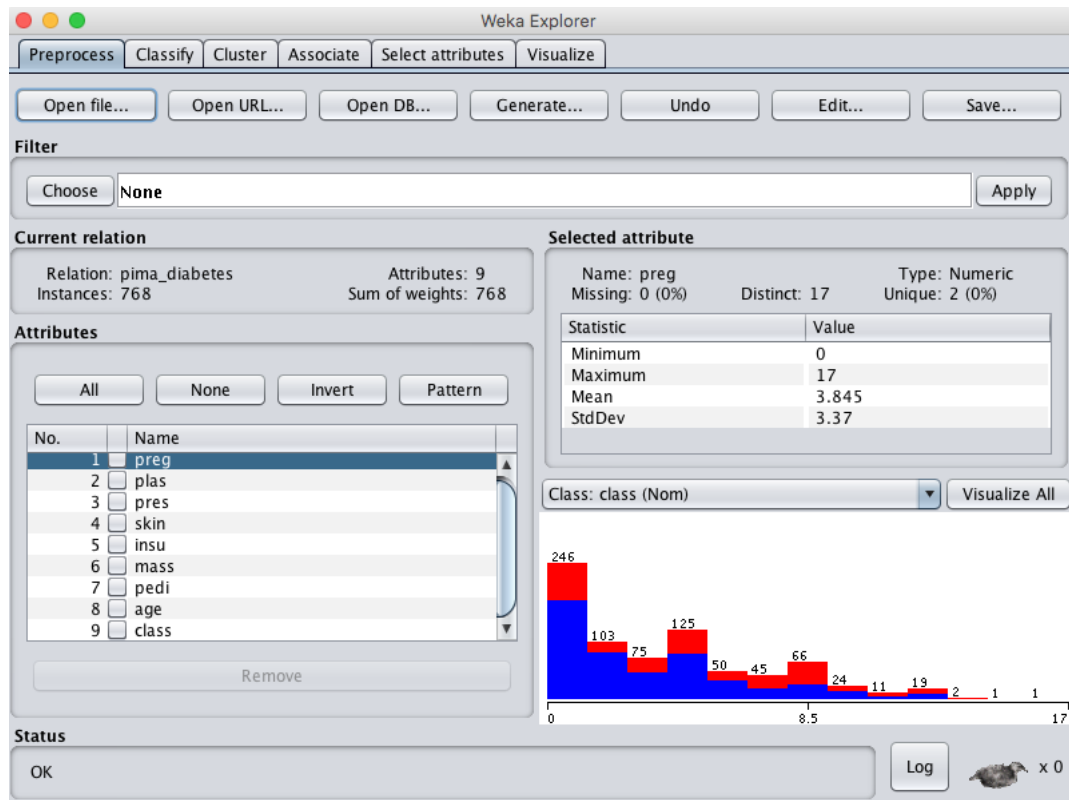 Weka Explorer
Preprocess Classify Cluster Associate Select attributes Visualize
Open file... Open URL... Open DB... Generate... Undo Edit... Save...
Filter
Choose None Apply
Current relation
Relation: pima_diabetes Attributes: 9
Instances: 768 Sum of weights: 768
Attributes
All None Invert Pattern
No. Name
1 preg
2 plas
3 pres
4 skin
5 insu
6 mass
7 pedi
8 age
9 class
Remove
Selected attribute
Name: preg Type: Numeric
Missing: 0 (0%) Distinct: 17 Unique: 2 (0%)
Statistic Value
Minimum 0
Maximum 17
Mean 3.845
StdDev 3.37
Class: class (Nom) Visualize All
246 103 75 125 50 45 66 24 11 19 2 1 1
0 8.5 17
Status
OK Log x 0